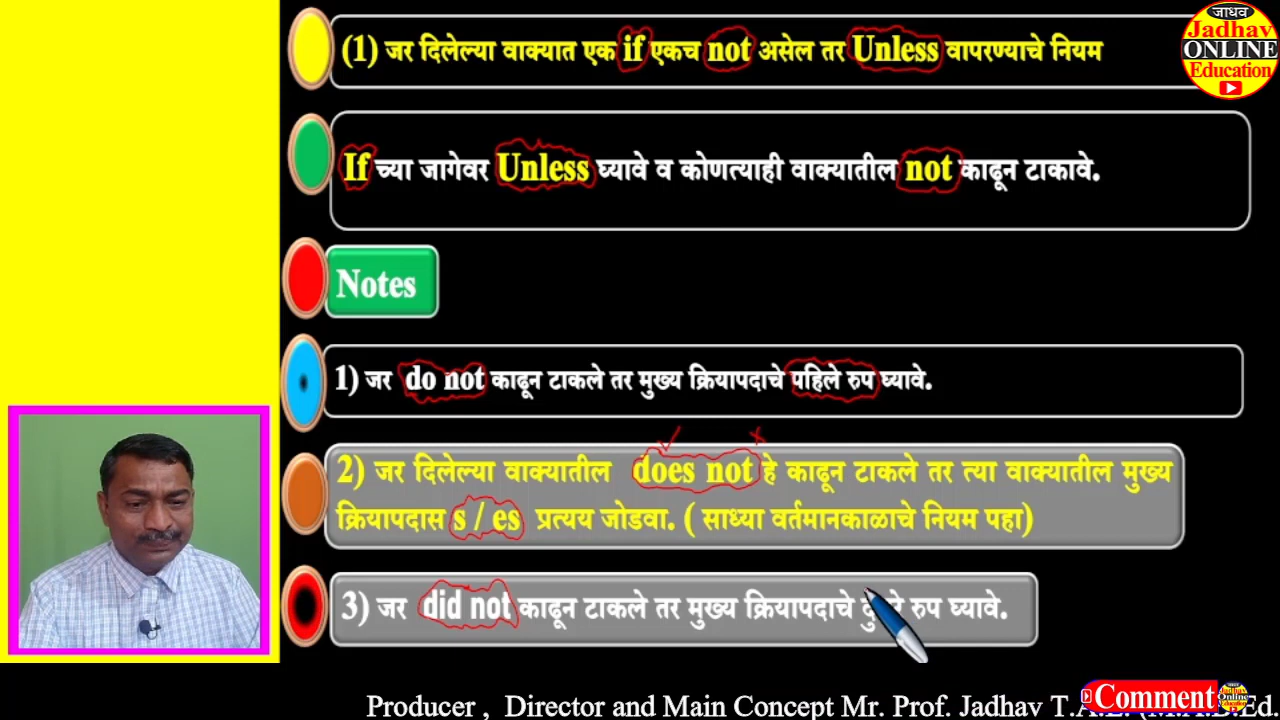 (1) जर दिलेल्या वाक्यात एक if एकच not असेल तर Unless वापरण्याचे नियम
जाधव
Jadhav
ONLINE
Education
If च्या जागेवर Unless घ्यावे व कोणत्याही वाक्यातील not काढून टाकावे.
Notes
1) जर do not काढून टाकले तर मुख्य क्रियापदाचे पहिले रुप घ्यावे.
2) जर दिलेल्या वाक्यातील does not हे काढून टाकले तर त्या वाक्यातील मुख्य
क्रियापदास s / es प्रत्यय जोडवा. ( साध्या वर्तमानकाळाचे नियम पहा)
3) जर did not काढून टाकले तर मुख्य क्रियापदाचे रुप घ्यावे.
Producer , Director and Main Concept Mr. Prof. Jadhav
Comment